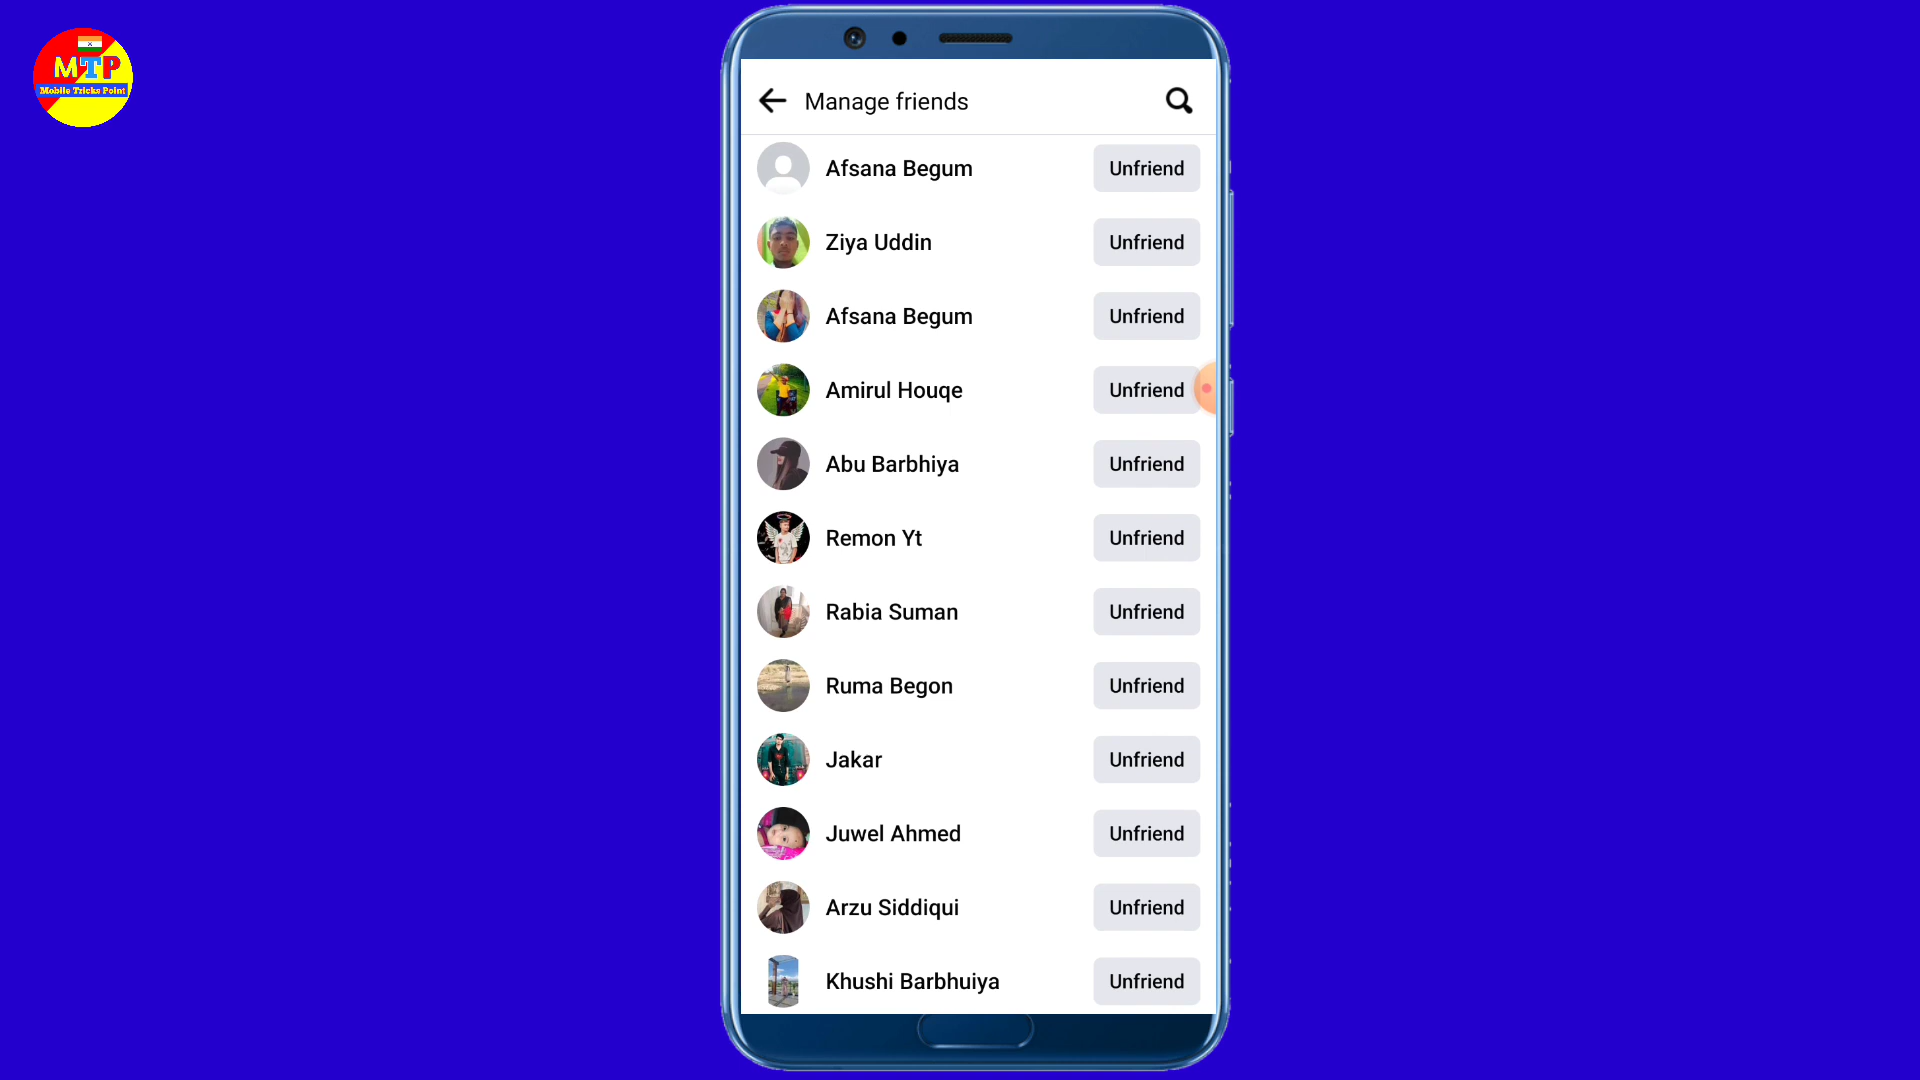 MTP
Mobile Tricks Point
Manage friends
Afsana Begum Unfriend
Ziya Uddin Unfriend
Afsana Begum Unfriend
Amirul Houqe Unfriend
Abu Barbhiya Unfriend
Remon Yt Unfriend
Rabia Suman Unfriend
Ruma Begon Unfriend
Jakar Unfriend
Juwel Ahmed Unfriend
Arzu Siddiqui Unfriend
Khushi Barbhuiya Unfriend